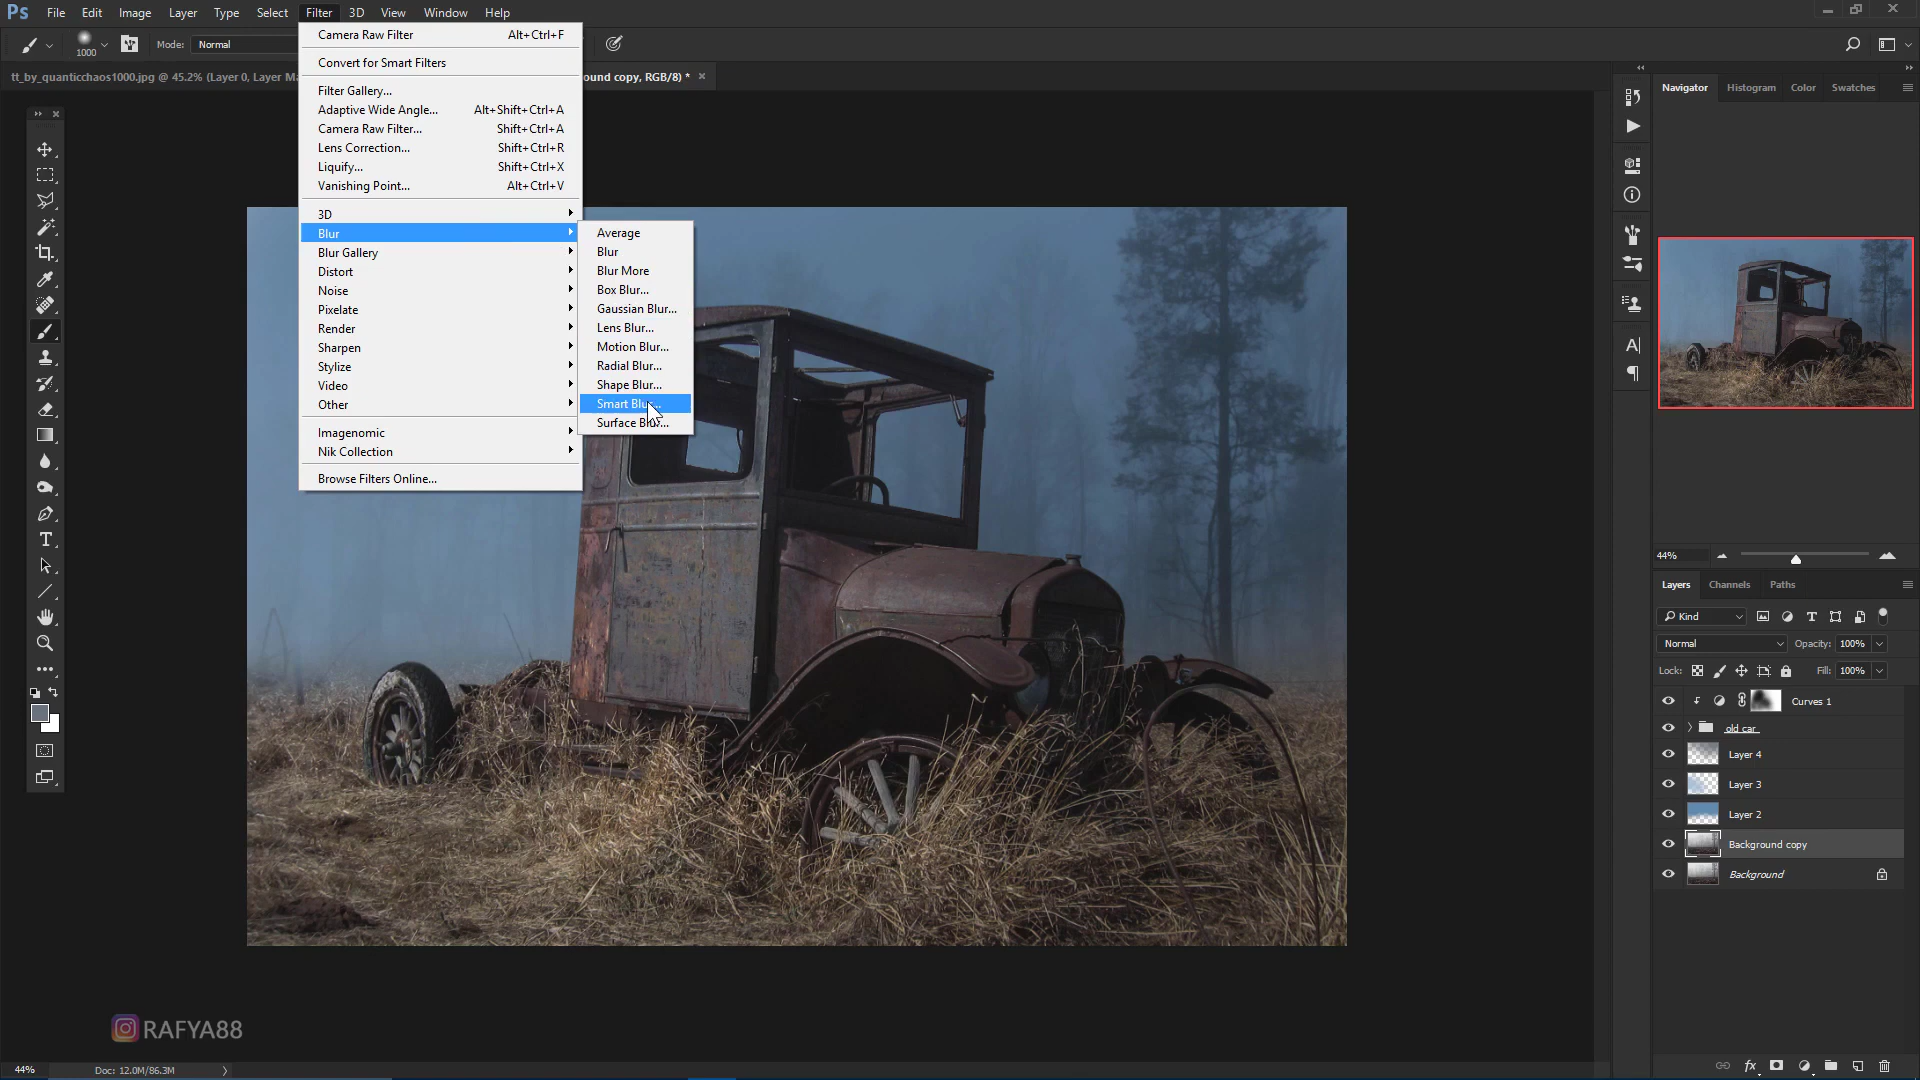 Ps File Edit Image Layer Type Select Filter 3D View Window Help
1000 Mode: Normal
tt_by_quanticchaos1000.jpg @ 45.2% (Layer 0, Layer Ma
ound copy, RGB/8) *
Camera Raw Filter Alt+Ctrl+F
Convert for Smart Filters
Filter Gallery...
Adaptive Wide Angle... Alt+Shift+Ctrl+A
Camera Raw Filter... Shift+Ctrl+A
Lens Correction... Shift+Ctrl+R
Liquify... Shift+Ctrl+X
Vanishing Point... Alt+Ctrl+V
3D
Blur
Blur Gallery
Distort
Noise
Pixelate
Render
Sharpen
Stylize
Video
Other
Imagenomic
Nik Collection
Browse Filters Online...
Average
Blur
Blur More
Box Blur...
Gaussian Blur...
Lens Blur...
Motion Blur...
Radial Blur...
Shape Blur...
Smart Blur...
Surface Blur...
Navigator Histogram Color Swatches
44%
Layers Channels Paths
Kind
Normal Opacity: 100%
Lock: Fill: 100%
Curves 1
old car
Layer 4
Layer 3
Layer 2
Background copy
Background
RAFYA88
44% Doc: 12.0M/86.3M